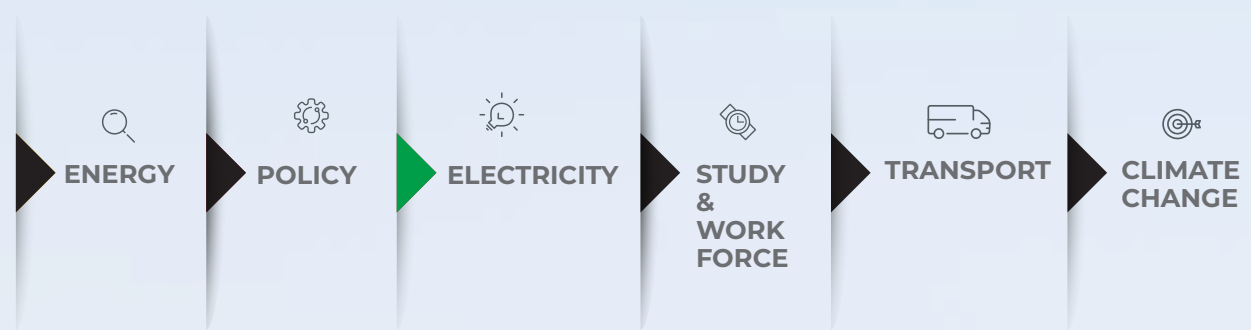 ENERGY
POLICY
ELECTRICITY
STUDY
&
WORK
FORCE
TRANSPORT
CLIMATE
CHANGE